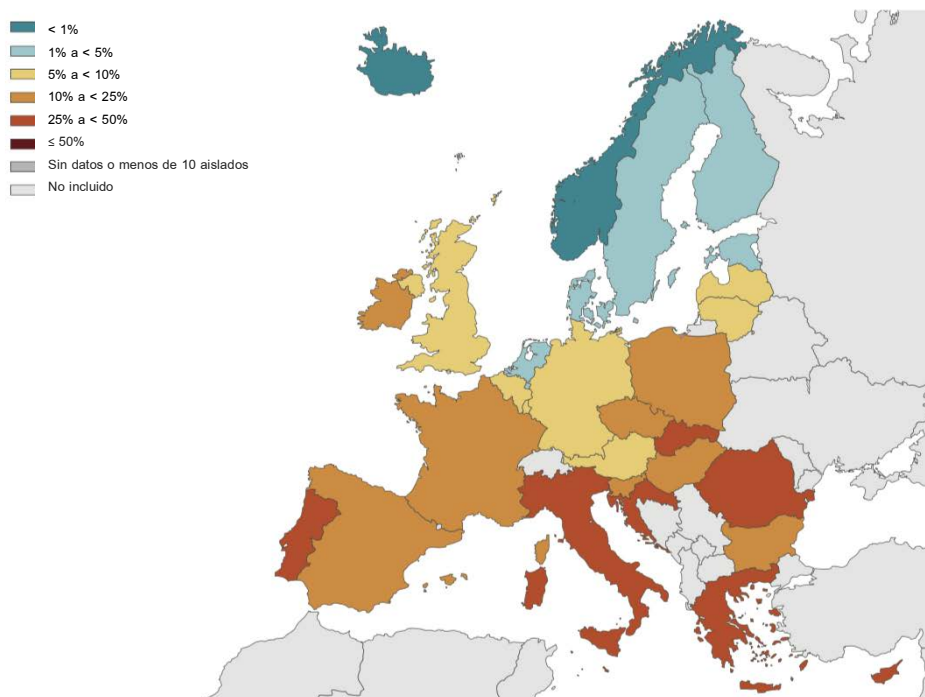 < 1%
1% a < 5%
5% a < 10%
10% a < 25%
25% a < 50%
≤ 50%
Sin datos o menos de 10 aislados
No incluido